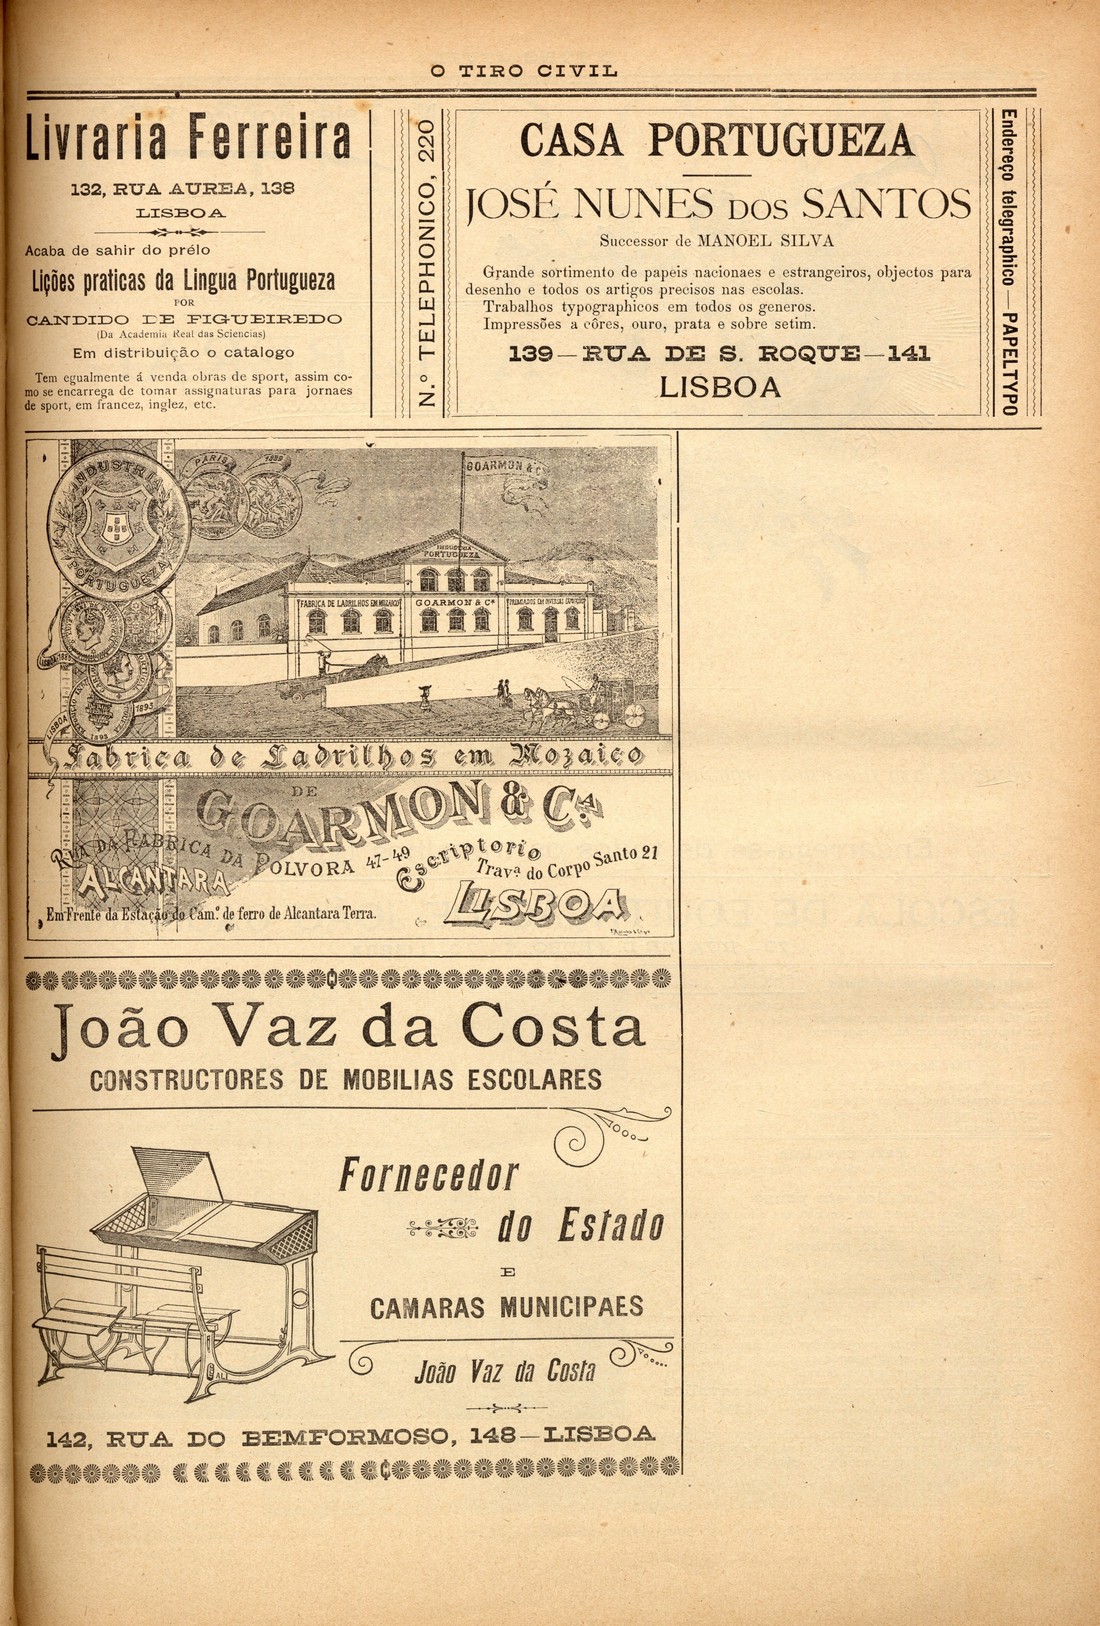 O TIRO CIVIL
Livraria Ferreira
132, RUA AUREA, 138
LISBOA
Acaba de sahir do prélo
Lições praticas da Lingua Portugueza
POR
CANDIDO DE FIGUEIREDO
(Da Academia Real das Sciencias)
Em distribuição o catalogo
Tem egualmente á venda obras de sport, assim co-
mo se encarrega de tomar assignaturas para jornaes
de sport, em francez, inglez, etc.
N.º TELEPHONICO, 220
CASA PORTUGUEZA
JOSÉ NUNES DOS SANTOS
Successor de MANOEL SILVA
Grande sortimento de papeis nacionaes e estrangeiros, objectos para
desenho e todos os artigos precisos nas escolas.
Trabalhos typographicos em todos os generos.
Impressões a côres, ouro, prata e sobre setim.
139—RUA DE S. ROQUE—141
LISBOA
Endereço telegraphico—PAPELTYPO
INDUSTRIA
PORTUGUEZA
PARIS 1889
GOARMON & Cª
INDUSTRIA
PORTUGUEZA
FABRICA DE LADRILHOS EM MOZAICO
GOARMON & Cª
PREMIADOS EM DIVERSAS EXPOSIÇÕES
LISBOA
1893
1893
Fabrica de Ladrilhos em Mozaico
DE
GOARMON & C.A
RUA DA FABRICA DA POLVORA 47-49
ALCANTARA
Escriptorio
Travª do Corpo Santo 21
LISBOA
Em Frente da Estação do Camº. de ferro de Alcantara Terra.
João Vaz da Costa
CONSTRUCTORES DE MOBILIAS ESCOLARES
Fornecedor
do Estado
E
CAMARAS MUNICIPAES
João Vaz da Costa
142, RUA DO BEMFORMOSO, 148—LISBOA